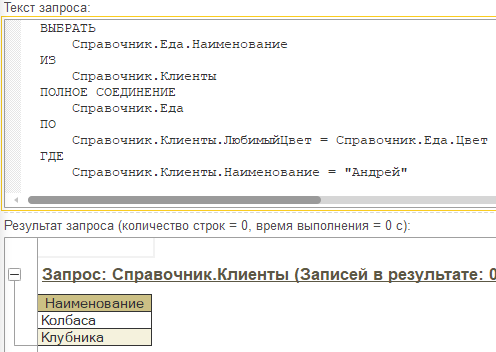 Текст запроса:
ВЫБРАТЬ
Справочник.Еда.Наименование
ИЗ
Справочник.Клиенты
ПОЛНОЕ СОЕДИНЕНИЕ
Справочник.Еда
ПО
Справочник.Клиенты.ЛюбимыйЦвет = Справочник.Еда.Цвет
ГДЕ
Справочник.Клиенты.Наименование = "Андрей"
Результат запроса (количество строк = 0, время выполнения = 0 с):
Запрос: Справочник.Клиенты (Записей в результате: 0
Наименование
Колбаса
Клубника